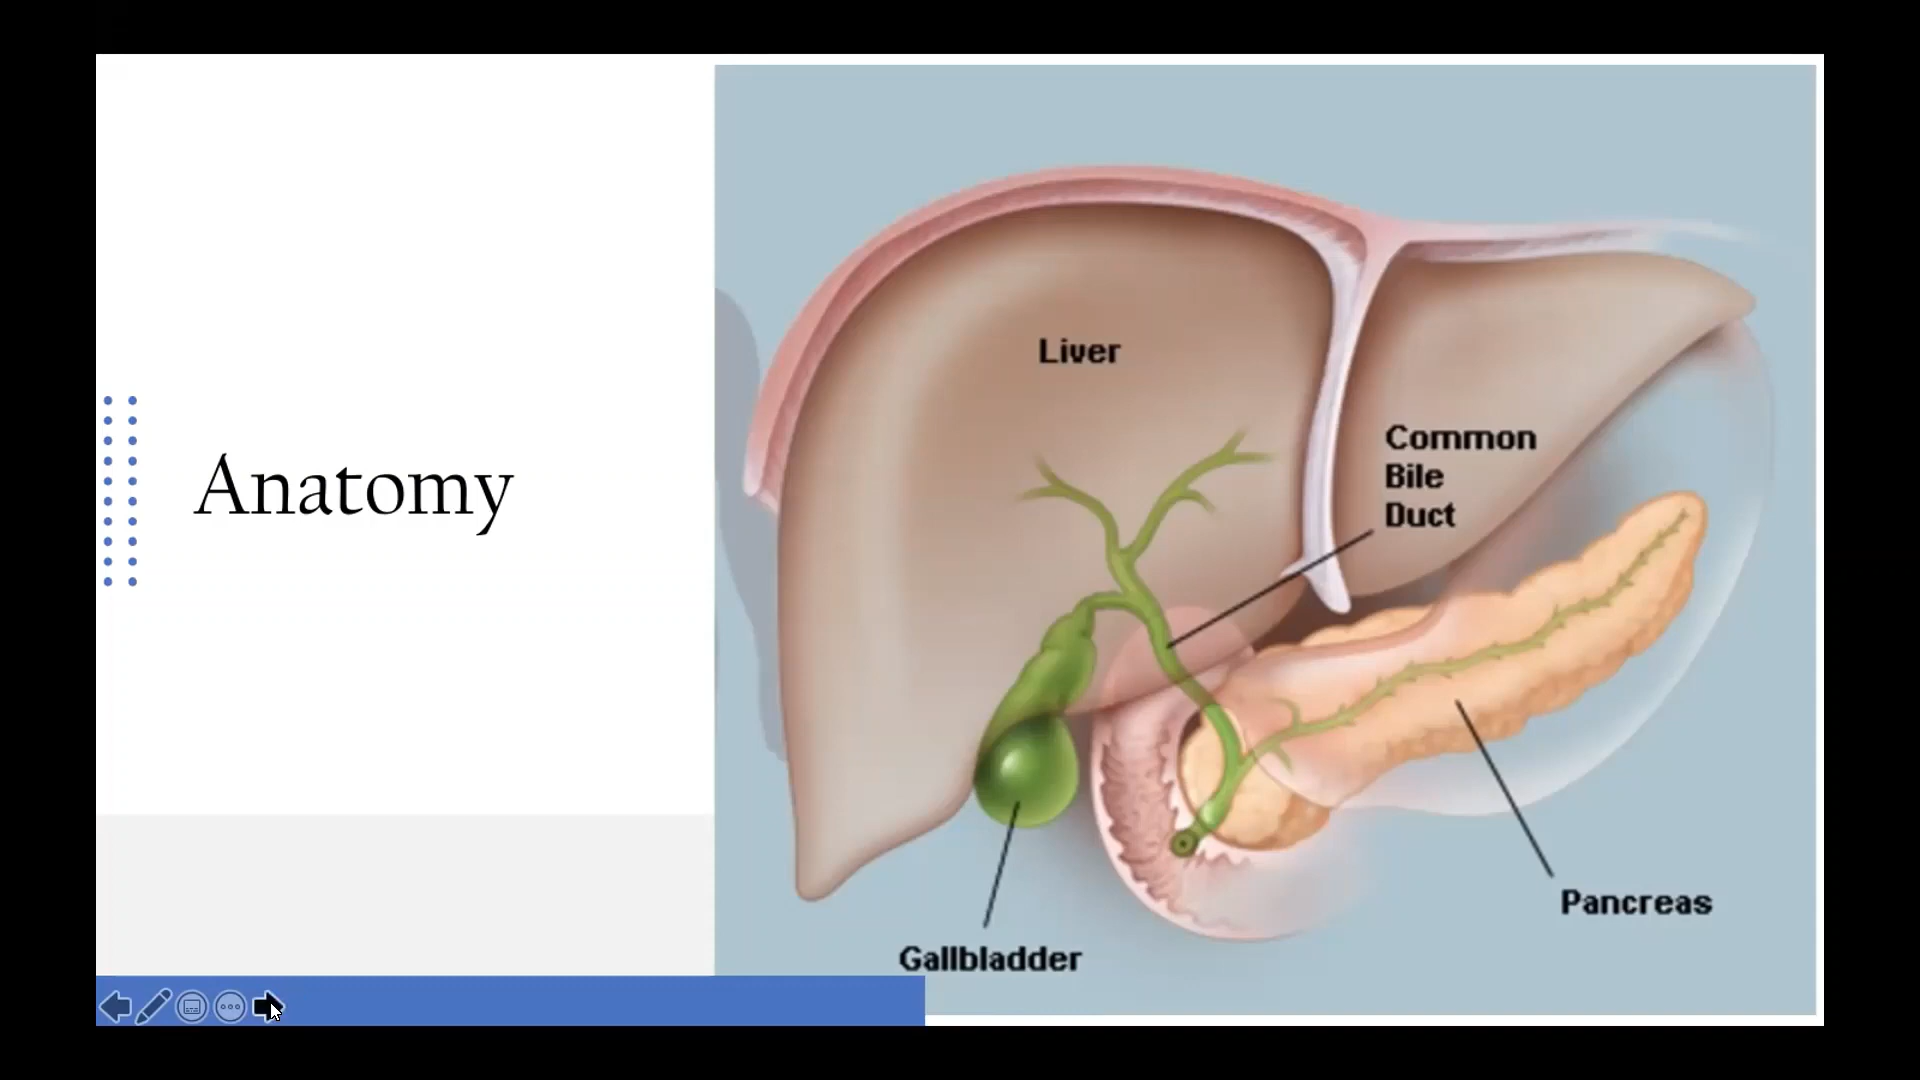 Anatomy
Liver
Common
Bile
Duct
Pancreas
Gallbladder